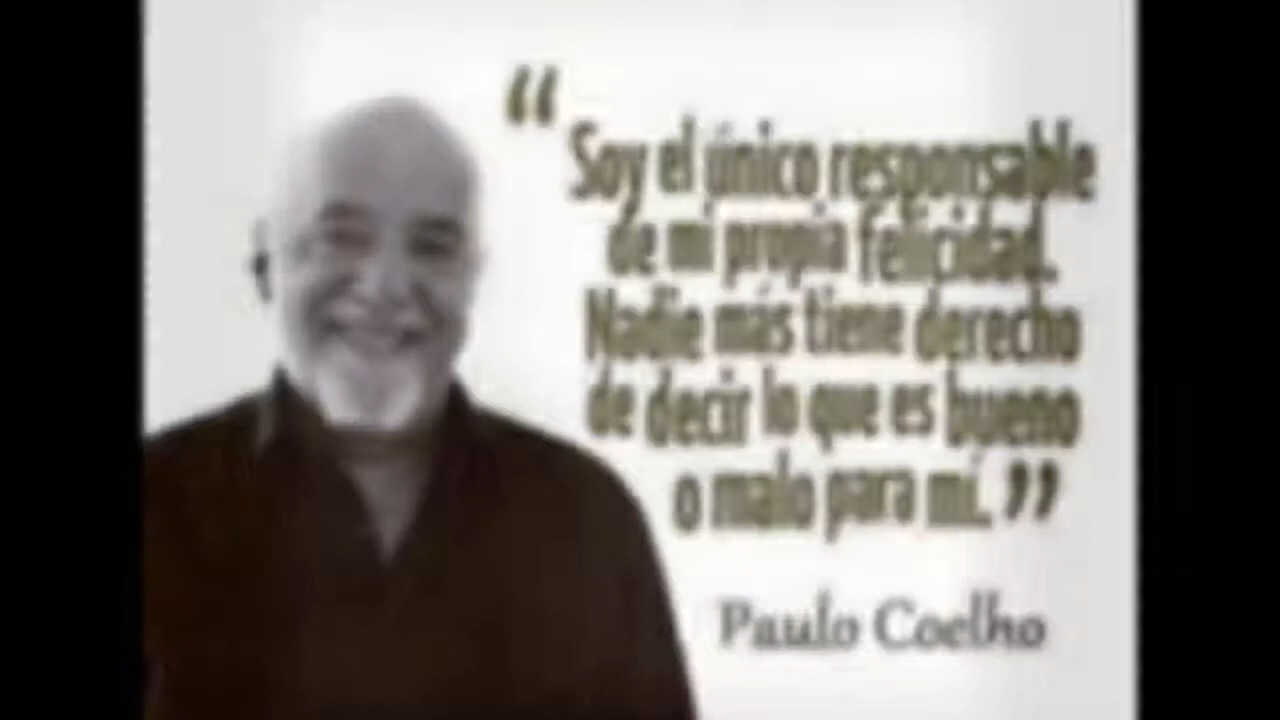 “ Soy el único responsable
de mi propia felicidad.
Nadie más tiene derecho
de decir lo que es bueno
o malo para mí. ”
Paulo Coelho